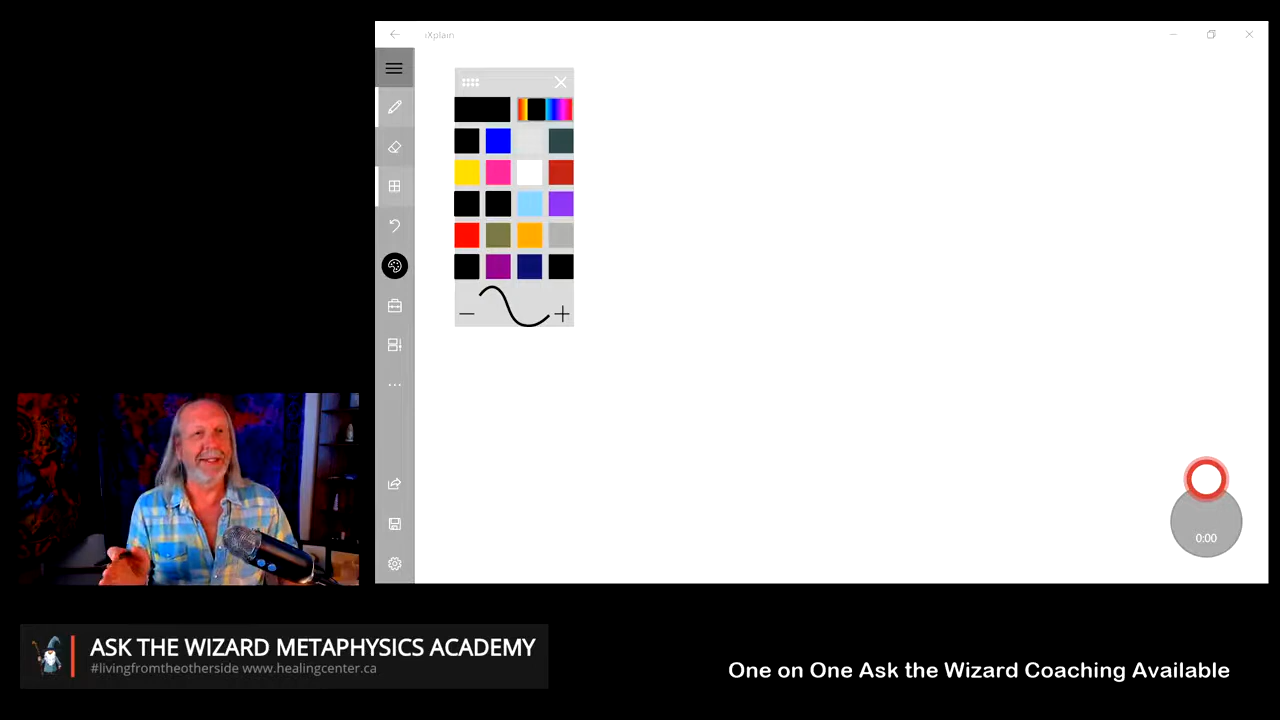 iXplain
0:00
ASK THE WIZARD METAPHYSICS ACADEMY
#livingfromtheotherside www.healingcenter.ca
One on One Ask the Wizard Coaching Available